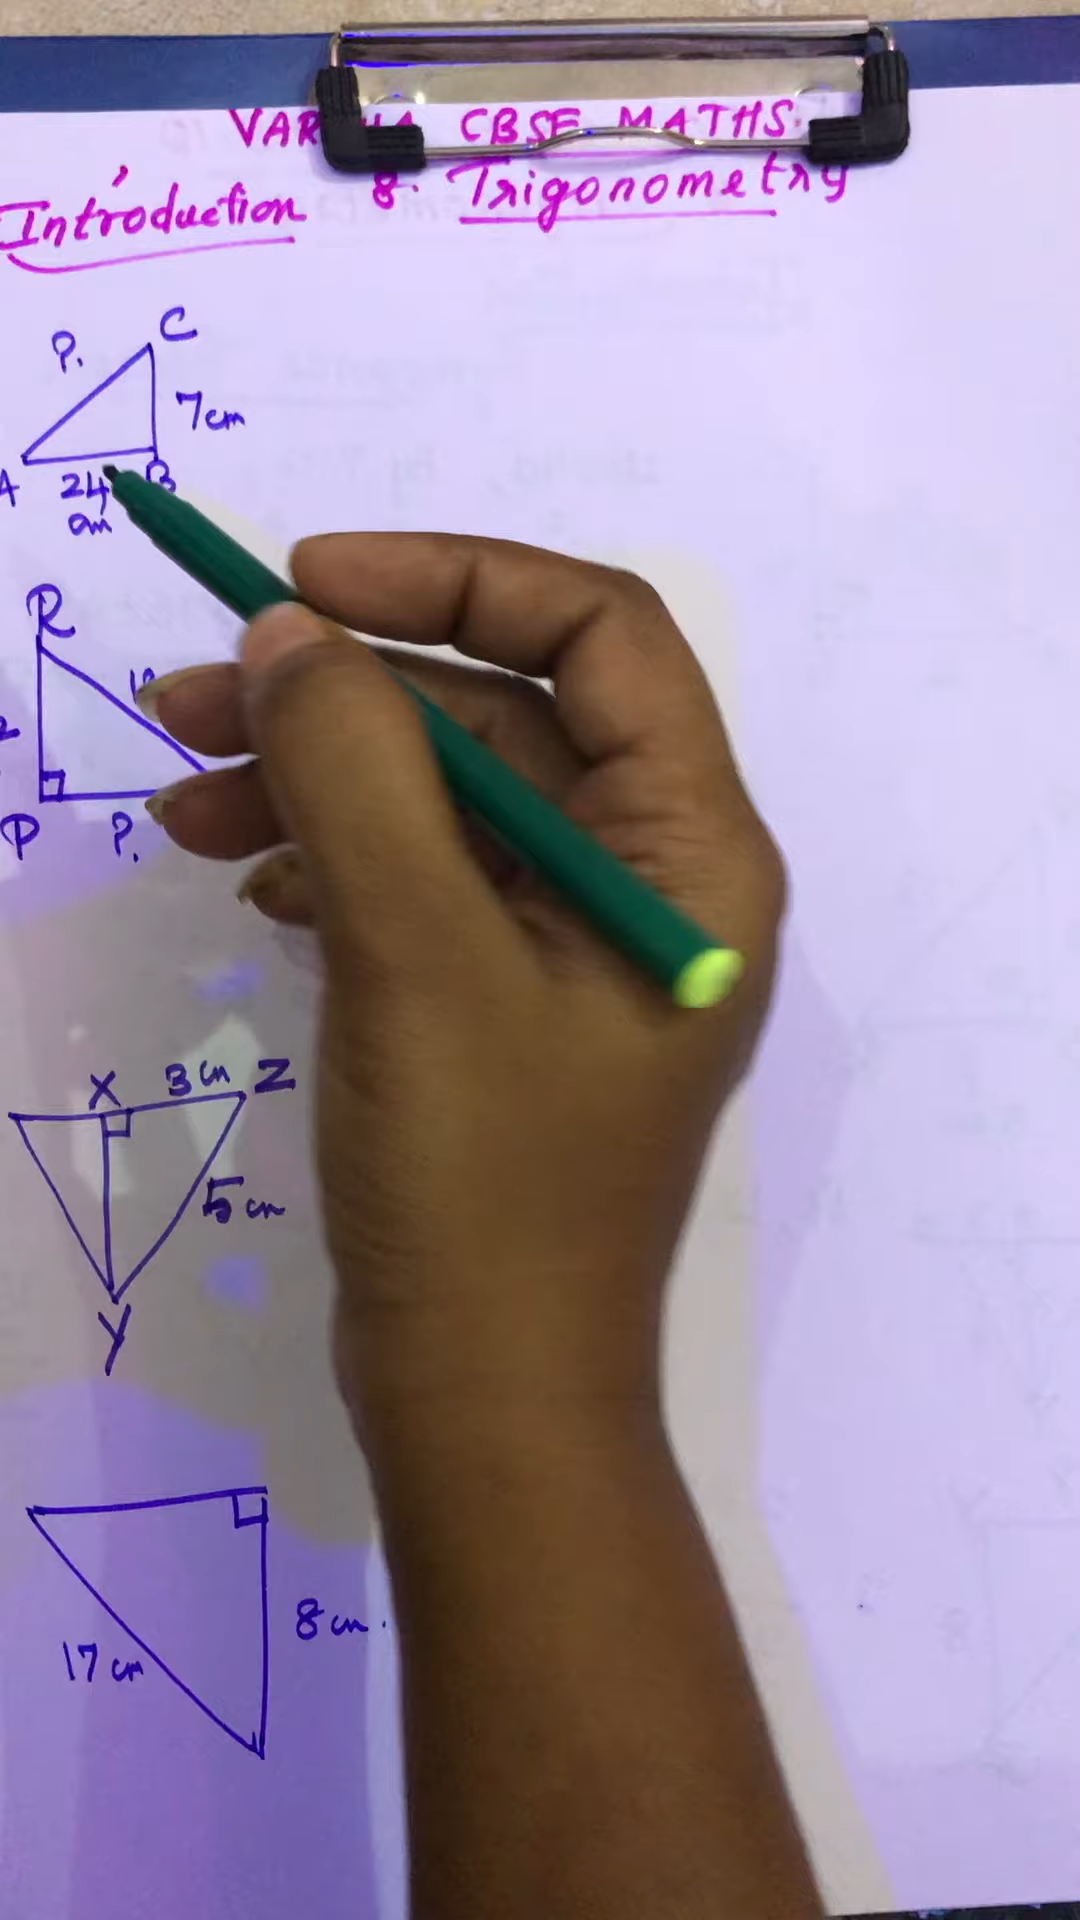 CBSE MATHS.
8. Trigonometry
Introduction
C
P.
7cm
A
24
B
cm
R
P
P.
X
3cm
Z
5cm
Y
8cm.
17cm